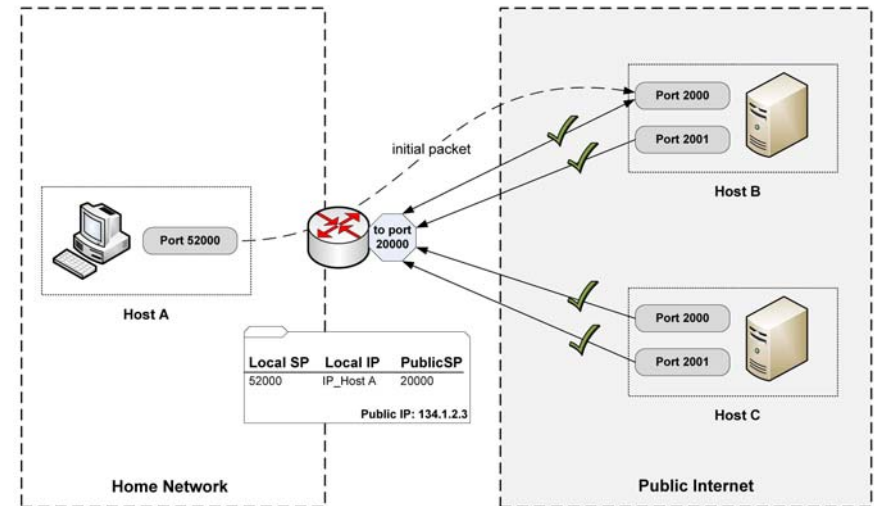 Port 2000
initial packet
Port 2001
Host B
Port 52000
to port
20000
Host A
Port 2000
Local SP Local IP PublicSP
52000 IP_Host A 20000
Port 2001
Public IP: 134.1.2.3
Host C
Home Network
Public Internet